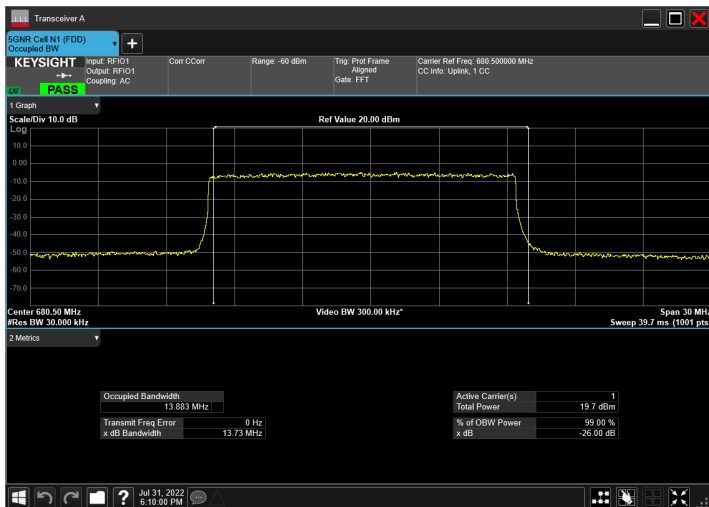 Transceiver A
5GNR Cell N1 (FDD)
Occupied BW
KEYSIGHT
LXI
PASS
Input: RFIO1
Output: RFIO1
Coupling: AC
Corr CCorr
Range: -60 dBm
Trig: Prot Frame
Aligned
Gate: FFT
Carrier Ref Freq: 680.500000 MHz
CC Info: Uplink, 1 CC
1 Graph
Scale/Div 10.0 dB
Ref Value 20.00 dBm
Log
10.0
0.00
-10.0
-20.0
-30.0
-40.0
-50.0
-60.0
-70.0
Center 680.50 MHz
Video BW 300.00 kHz*
Span 30 MHz
#Res BW 30.000 kHz
Sweep 39.7 ms (1001 pts
2 Metrics
Occupied Bandwidth
13.883 MHz
Active Carrier(s) 1
Total Power 19.7 dBm
Transmit Freq Error 0 Hz
x dB Bandwidth 13.73 MHz
% of OBW Power 99.00 %
x dB -26.00 dB
Jul 31, 2022
6:10:00 PM